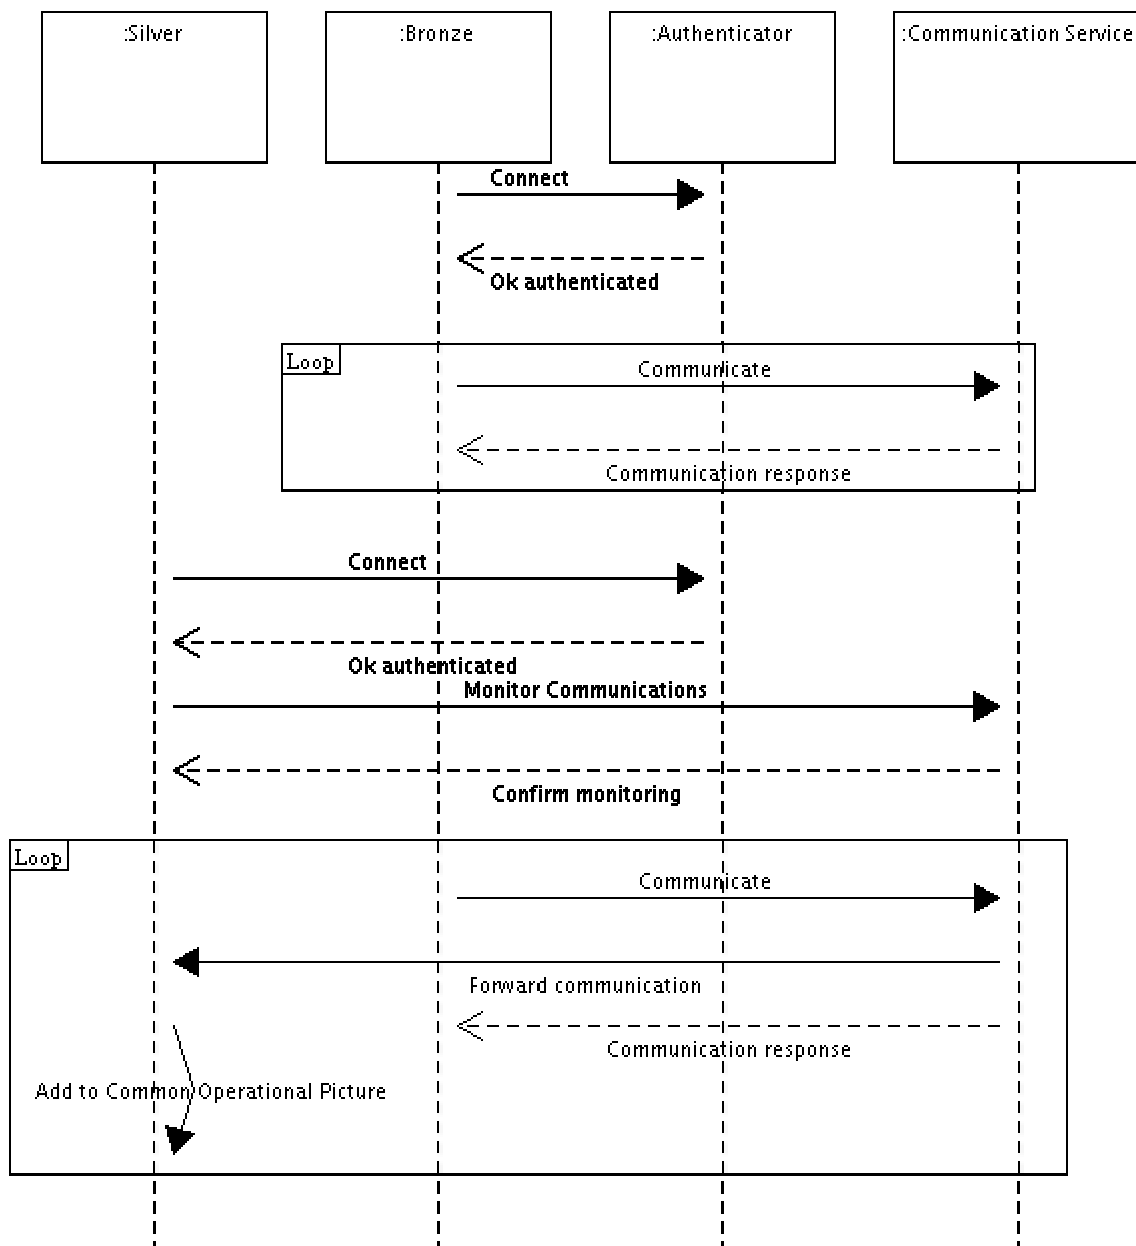 :Silver
:Bronze
:Authenticator
:Communication Service
Connect
Ok authenticated
Loop
Communicate
Communication response
Connect
Ok authenticated
Monitor Communications
Confirm monitoring
Loop
Communicate
Forward communication
Communication response
Add to Common Operational Picture